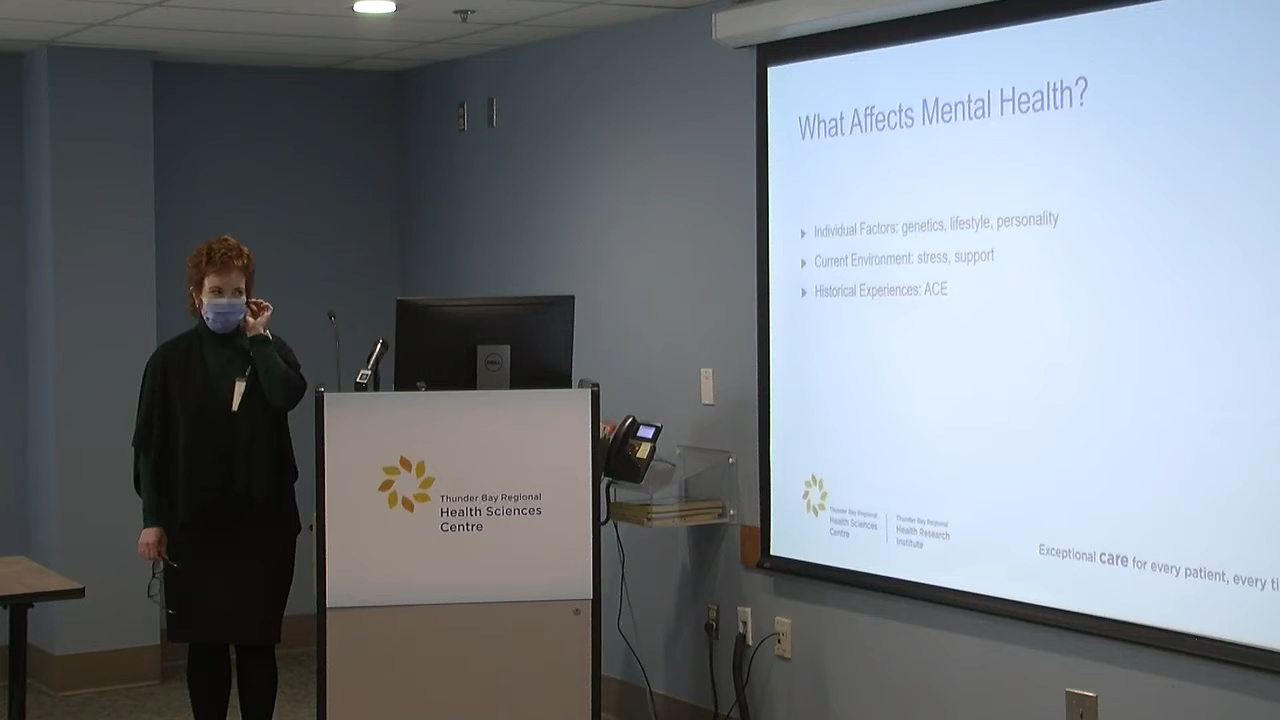 What Affects Mental Health?
Individual Factors: genetics, lifestyle, personality
Current Environment: stress, support
Historical Experiences: ACE
DELL
Thunder Bay Regional
Health Sciences
Centre
Thunder Bay Regional
Health Sciences
Centre
Thunder Bay Regional
Health Research
Institute
Exceptional care for every patient, every ti